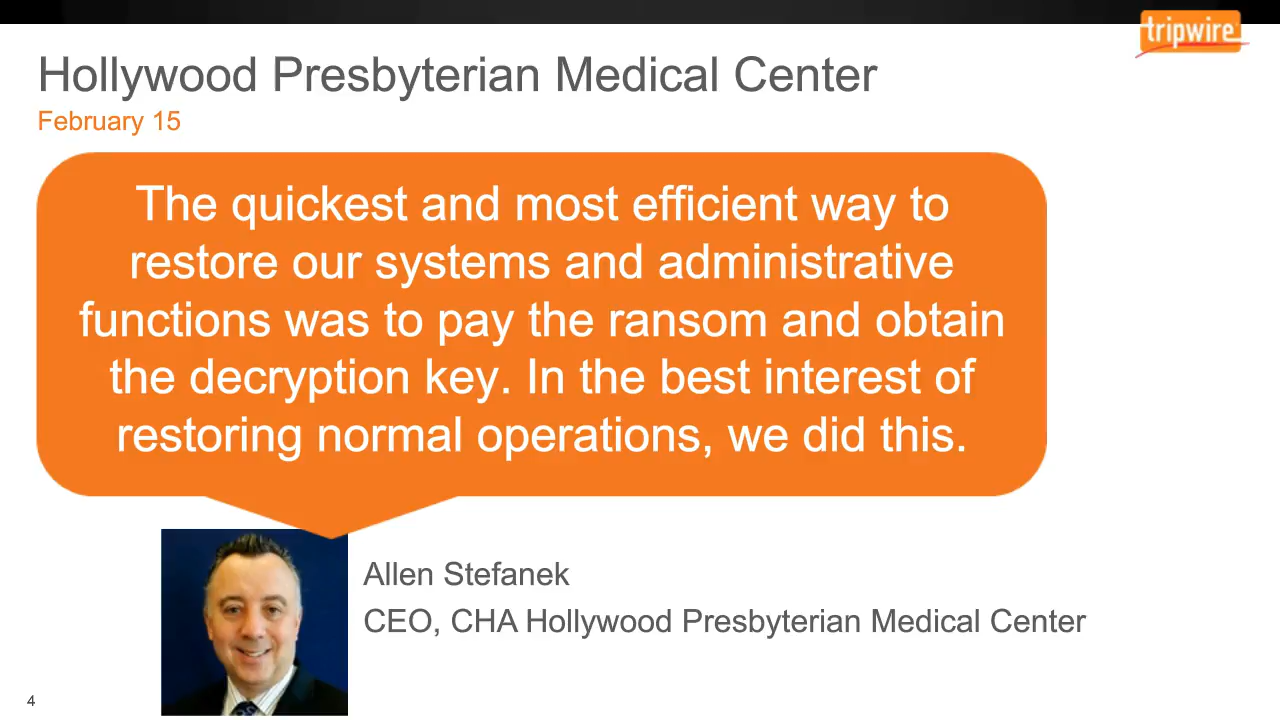 tripwire
Hollywood Presbyterian Medical Center
February 15
The quickest and most efficient way to
restore our systems and administrative
functions was to pay the ransom and obtain
the decryption key. In the best interest of
restoring normal operations, we did this.
Allen Stefanek
CEO, CHA Hollywood Presbyterian Medical Center
4